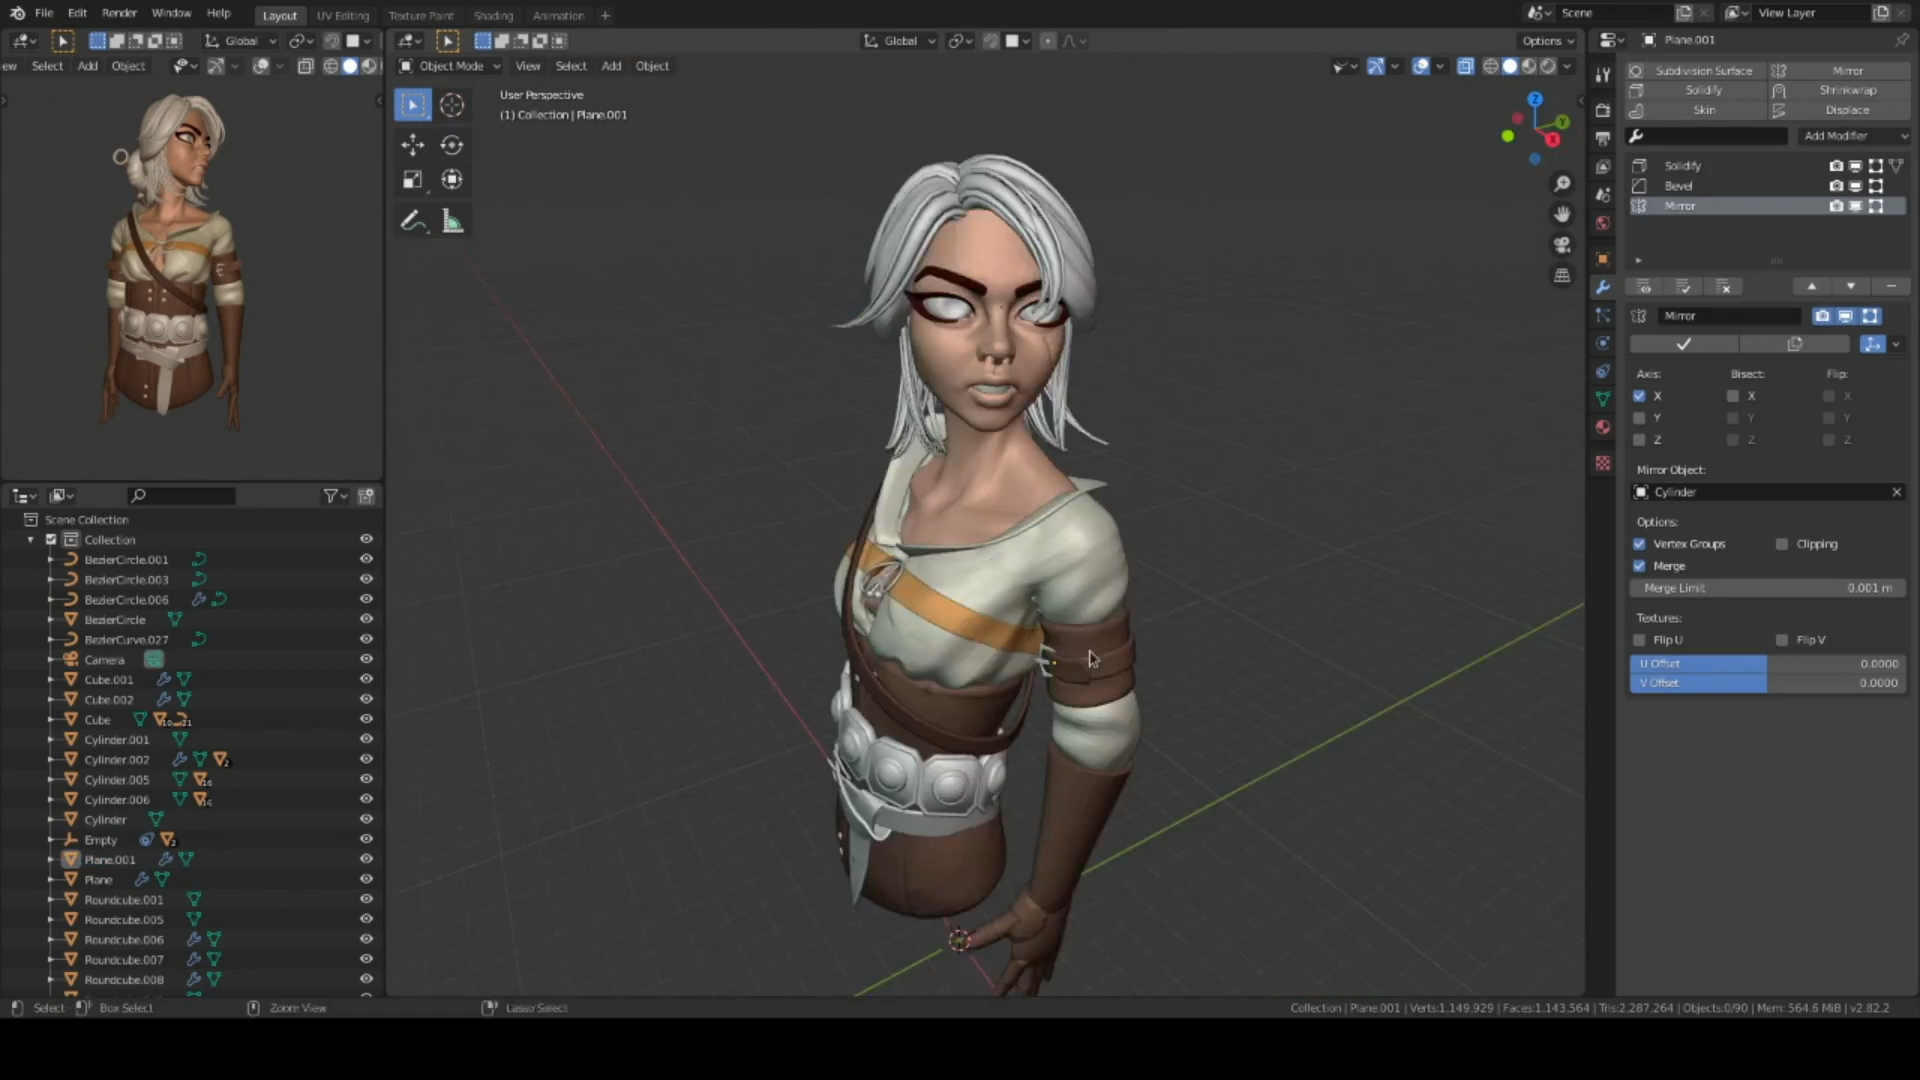 File Edit Render Window Help Layout UV Editing Texture Paint Shading Animation + Scene View Layer
Global Global Options Plane.001
ew Select Add Object Object Mode View Select Add Object
Subdivision Surface Mirror
Solidify Shrinkwrap
Skin Displace
Add Modifier
User Perspective
(1) Collection | Plane.001
Z
Y
X
Solidify
Bevel
Mirror
Mirror
Axis: Bisect: Flip:
X X X
Y Y Y
Z Z Z
Mirror Object:
Cylinder
Options:
Vertex Groups Clipping
Merge
Merge Limit 0.001 m
Textures:
Flip U Flip V
U Offset 0.0000
V Offset 0.0000
Scene Collection
Collection
BezierCircle.001
BezierCircle.003
BezierCircle.006
BezierCircle
BezierCurve.027
Camera
Cube.001
Cube.002
Cube 10 21
Cylinder.001
Cylinder.002 2
Cylinder.005 16
Cylinder.006 16
Cylinder
Empty 2
Plane.001
Plane
Roundcube.001
Roundcube.005
Roundcube.006
Roundcube.007
Roundcube.008
Select Box Select Zoom View Lasso Select Collection | Plane.001 | Verts:1,149,929 | Faces:1,143,564 | Tris:2,287,264 | Objects:0/90 | Mem: 564.6 MiB | v2.82.2